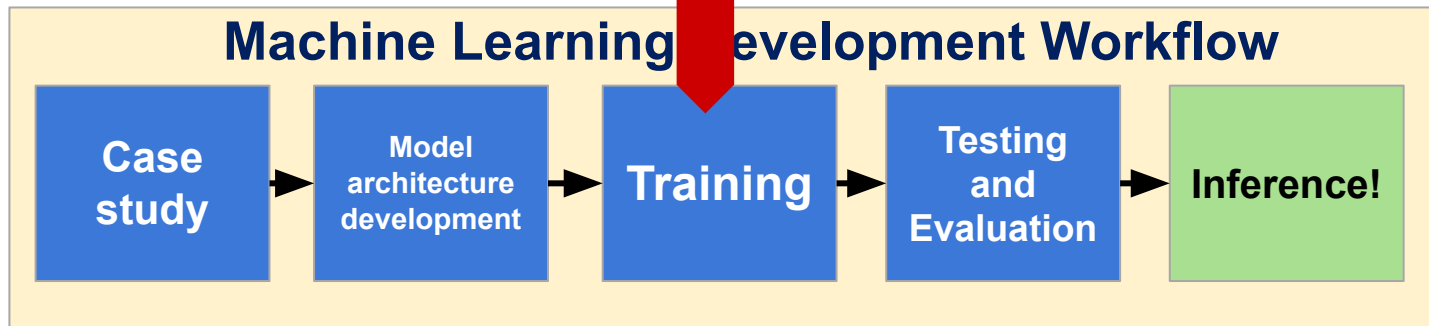 Machine Learning evelopment Workflow
Case
study
Model
architecture
development
Training
Testing
and
Evaluation
Inference!